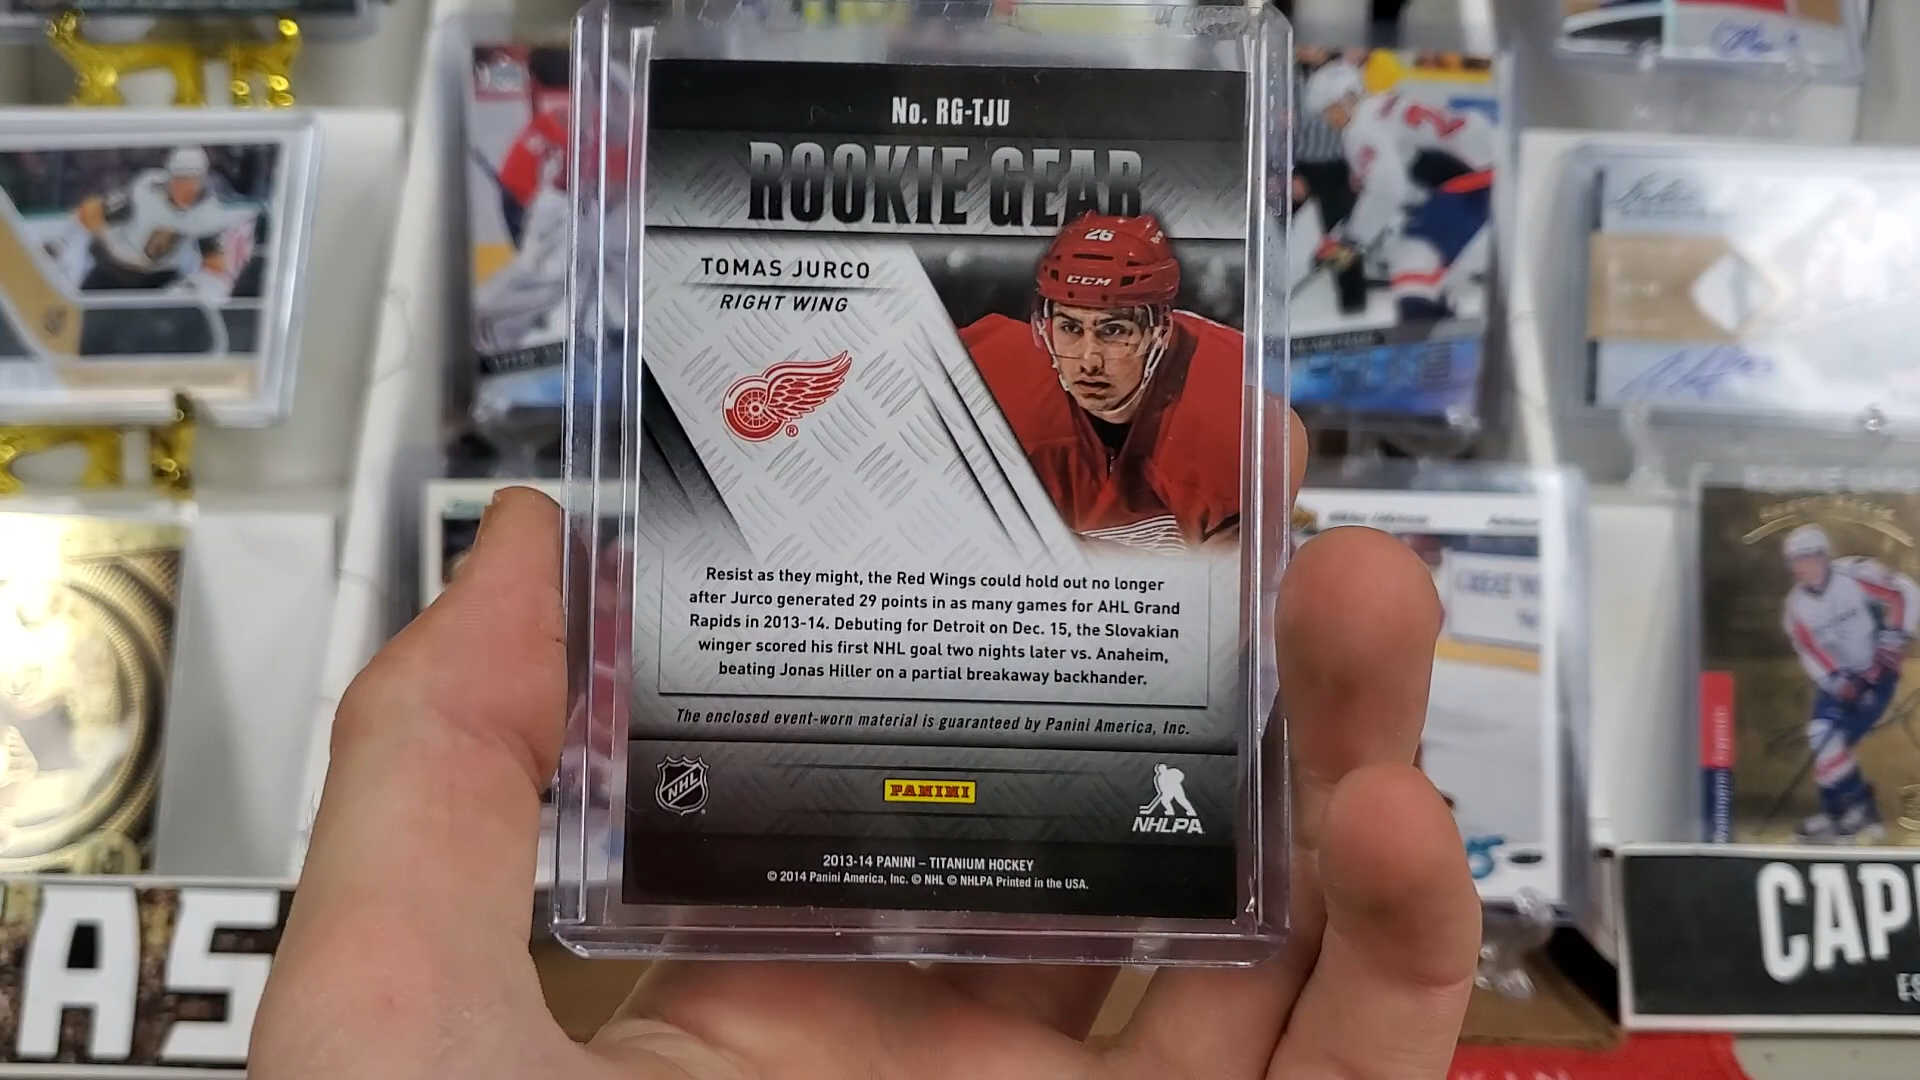 No. RG-TJU
ROOKIE GEAR
26
CCM
TOMAS JURCO
RIGHT WING
®
Resist as they might, the Red Wings could hold out no longer
after Jurco generated 29 points in as many games for AHL Grand
Rapids in 2013-14. Debuting for Detroit on Dec. 15, the Slovakian
winger scored his first NHL goal two nights later vs. Anaheim,
beating Jonas Hiller on a partial breakaway backhander.
The enclosed event-worn material is guaranteed by Panini America, Inc.
NHL
PANINI
NHLPA
2013-14 PANINI – TITANIUM HOCKEY
© 2014 Panini America, Inc. © NHL © NHLPA Printed in the USA.
AS
CAP
ES